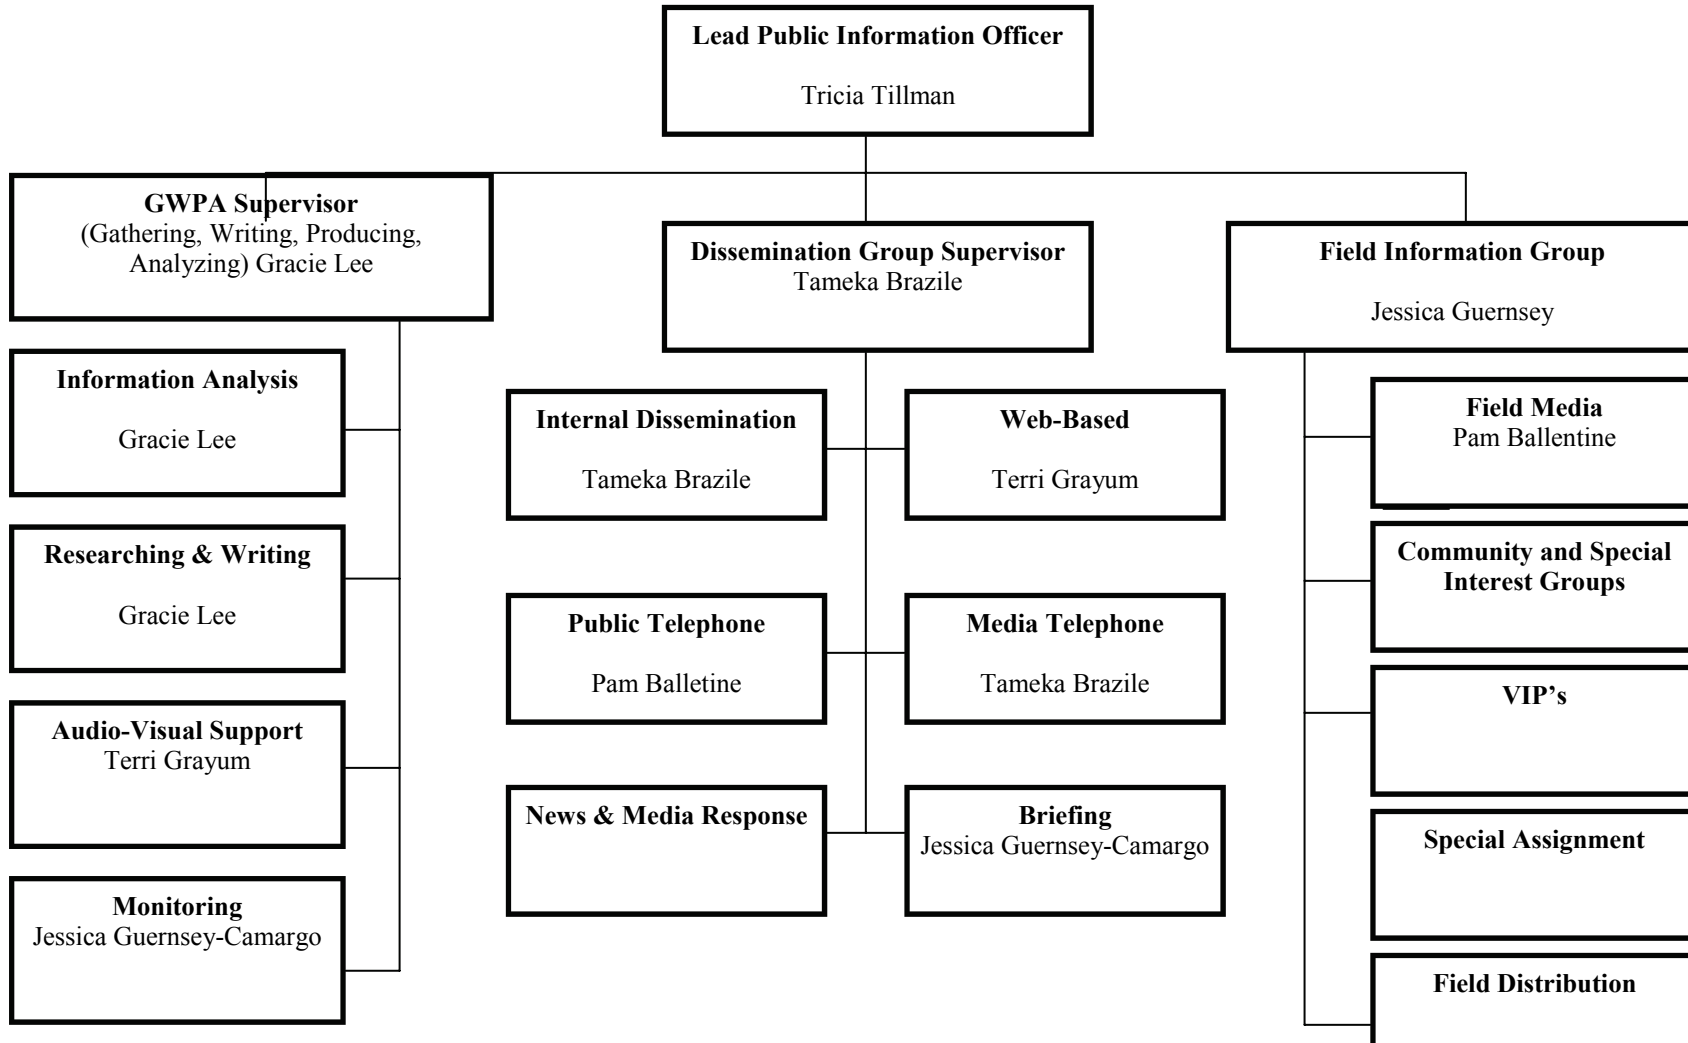 Lead Public Information Officer
Tricia Tillman
GWPA Supervisor
(Gathering, Writing, Producing,
Analyzing) Gracie Lee
Information Analysis
Gracie Lee
Researching & Writing
Gracie Lee
Audio-Visual Support
Terri Grayum
Monitoring
Jessica Guernsey-Camargo
Dissemination Group Supervisor
Tameka Brazile
Internal Dissemination
Tameka Brazile
Web-Based
Terri Grayum
Public Telephone
Pam Balletine
Media Telephone
Tameka Brazile
News & Media Response
Briefing
Jessica Guernsey-Camargo
Field Information Group
Jessica Guernsey
Field Media
Pam Ballentine
Community and Special
Interest Groups
VIP’s
Special Assignment
Field Distribution